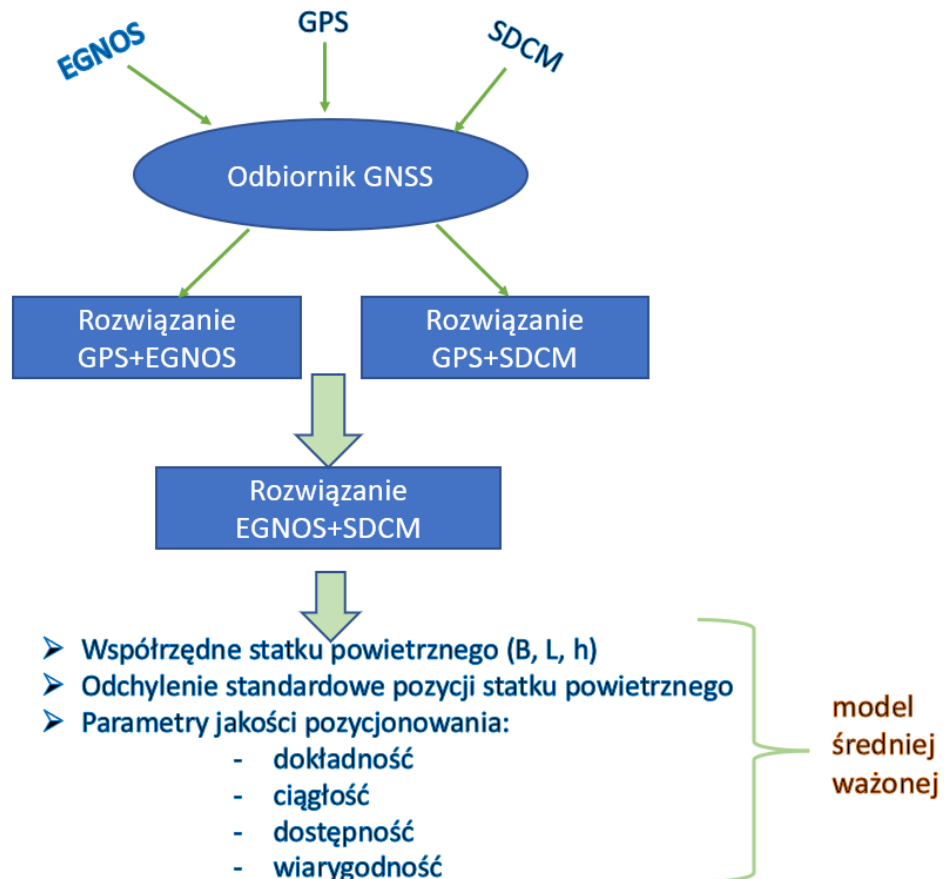 EGNOS
GPS
SDCM
Odbiornik GNSS
Rozwiązanie
GPS+EGNOS
Rozwiązanie
GPS+SDCM
Rozwiązanie
EGNOS+SDCM
➢ Współrzędne statku powietrznego (B, L, h)
➢ Odchylenie standardowe pozycji statku powietrznego
➢ Parametry jakości pozycjonowania:
- dokładność
- ciągłość
- dostępność
- wiarygodność
model
średniej
ważonej